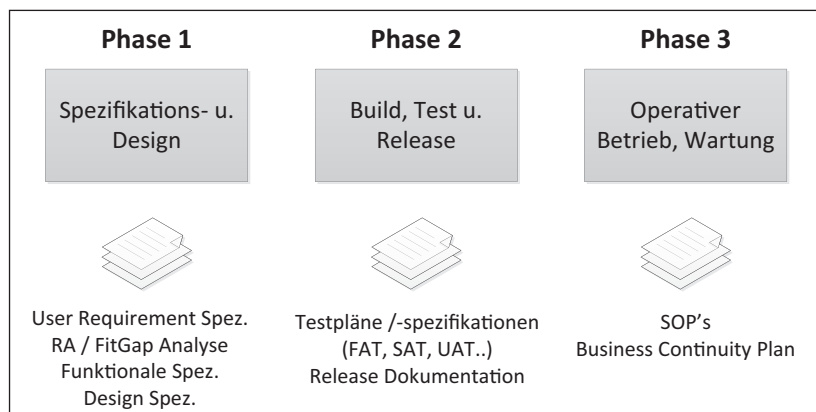 Phase 1
Spezifikations- u.
Design
User Requirement Spez.
RA / FitGap Analyse
Funktionale Spez.
Design Spez.
Phase 2
Build, Test u.
Release
Testpläne /-spezifikationen
(FAT, SAT, UAT..)
Release Dokumentation
Phase 3
Operativer
Betrieb, Wartung
SOP's
Business Continuity Plan